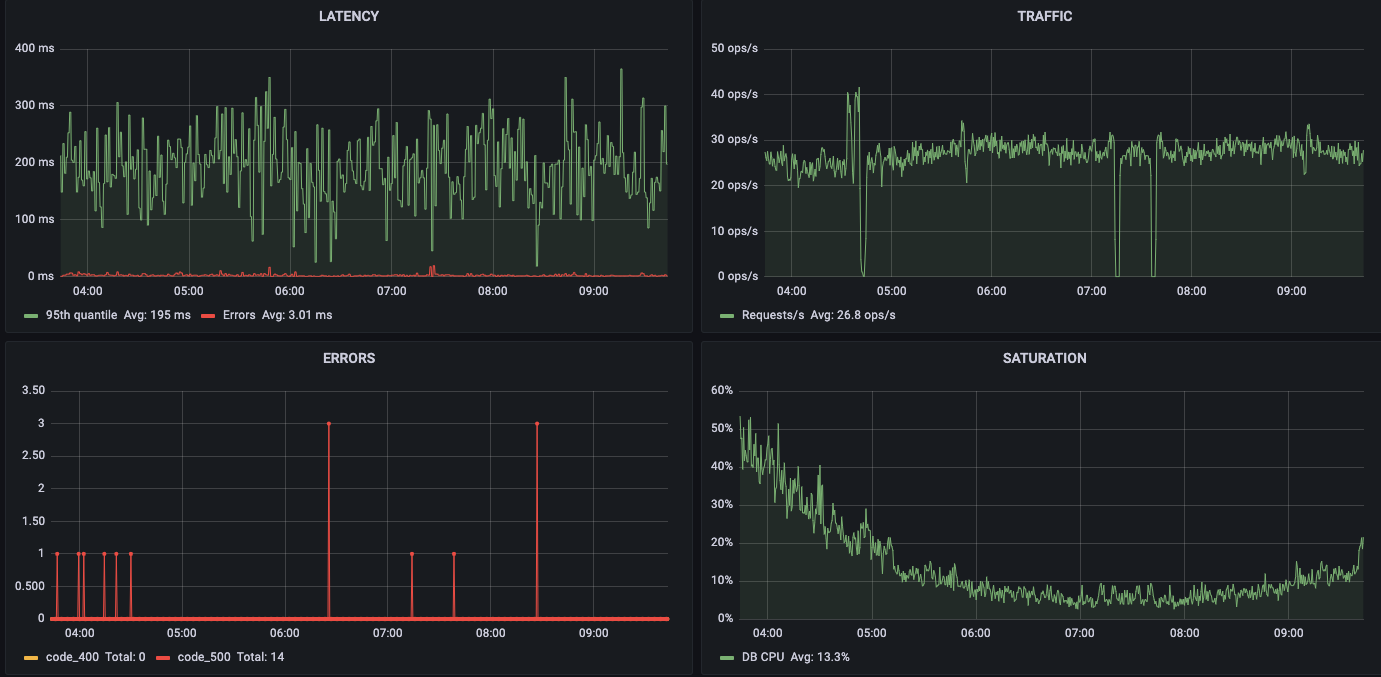 LATENCY
400 ms
300 ms
200 ms
100 ms
0 ms
04:00 05:00 06:00 07:00 08:00 09:00
95th quantile Avg: 195 ms Errors Avg: 3.01 ms
TRAFFIC
50 ops/s
40 ops/s
30 ops/s
20 ops/s
10 ops/s
0 ops/s
04:00 05:00 06:00 07:00 08:00 09:00
Requests/s Avg: 26.8 ops/s
ERRORS
3.50
3
2.50
2
1.50
1
0.500
0
04:00 05:00 06:00 07:00 08:00 09:00
code_400 Total: 0 code_500 Total: 14
SATURATION
60%
50%
40%
30%
20%
10%
0%
04:00 05:00 06:00 07:00 08:00 09:00
DB CPU Avg: 13.3%